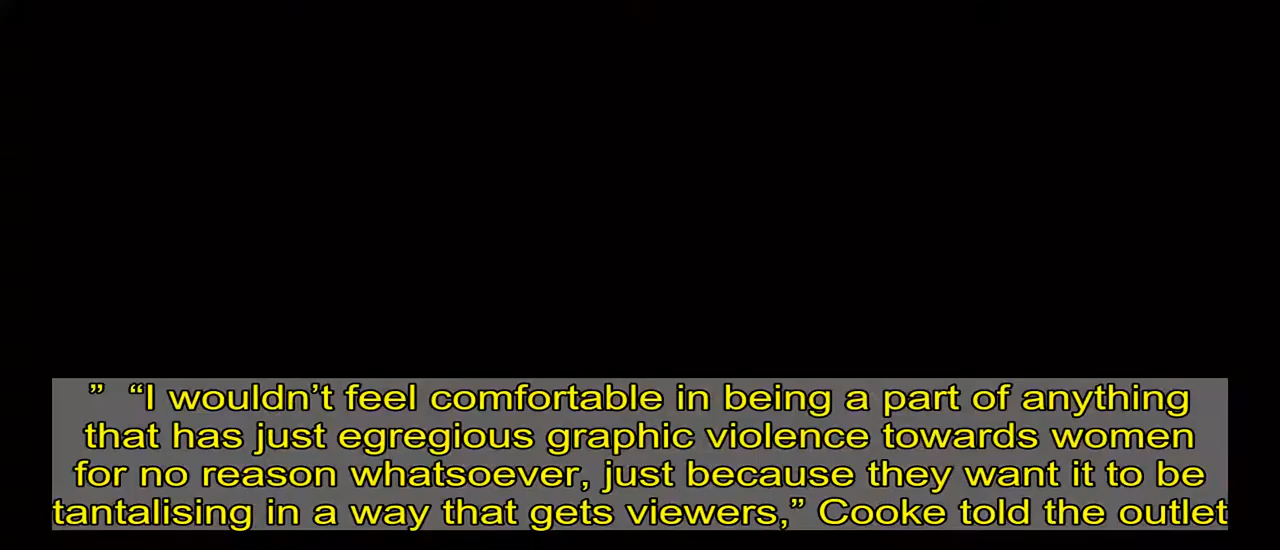 ” “I wouldn’t feel comfortable in being a part of anything
that has just egregious graphic violence towards women
for no reason whatsoever, just because they want it to be
tantalising in a way that gets viewers,” Cooke told the outlet